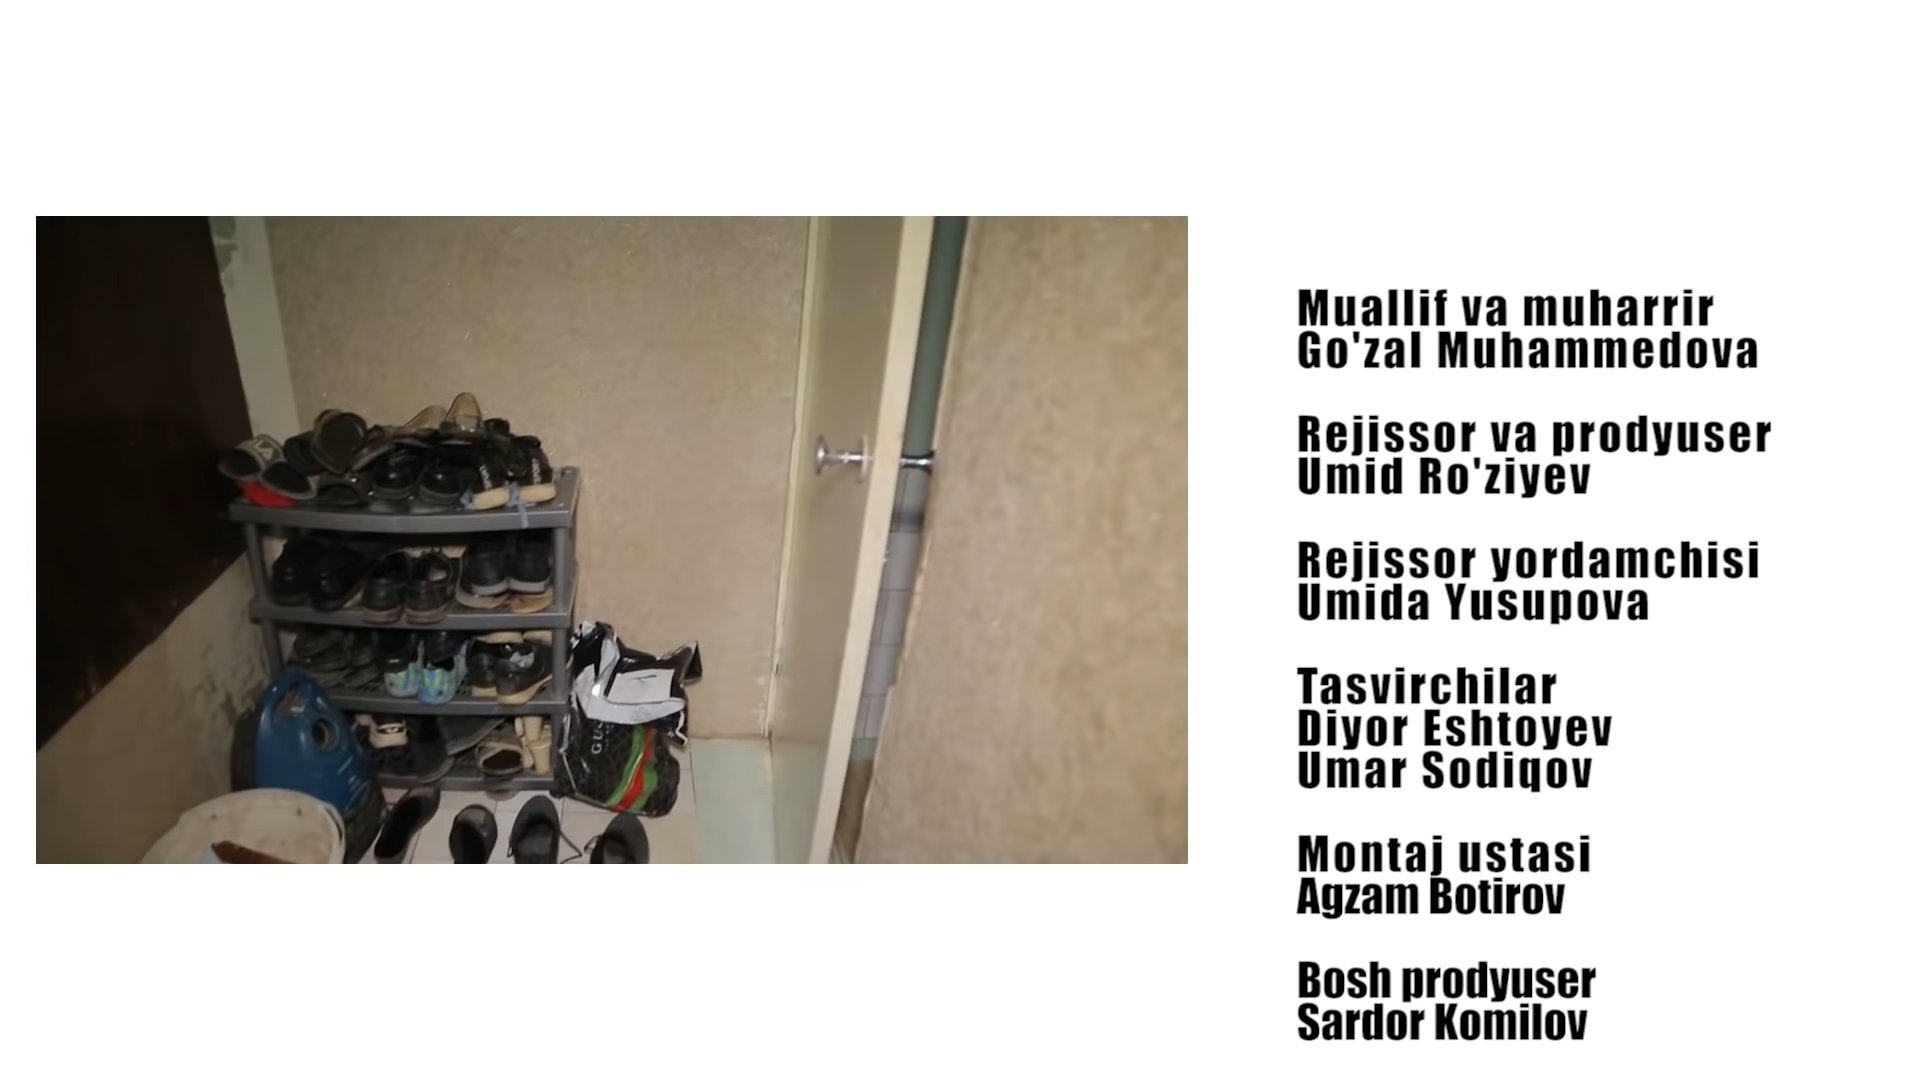 Muallif va muharrir
Go'zal Muhammedova
Rejissor va prodyuser
Umid Ro'ziyev
Rejissor yordamchisi
Umida Yusupova
Tasvirchilar
Diyor Eshtoyev
Umar Sodiqov
Montaj ustasi
Agzam Botirov
Bosh prodyuser
Sardor Komilov